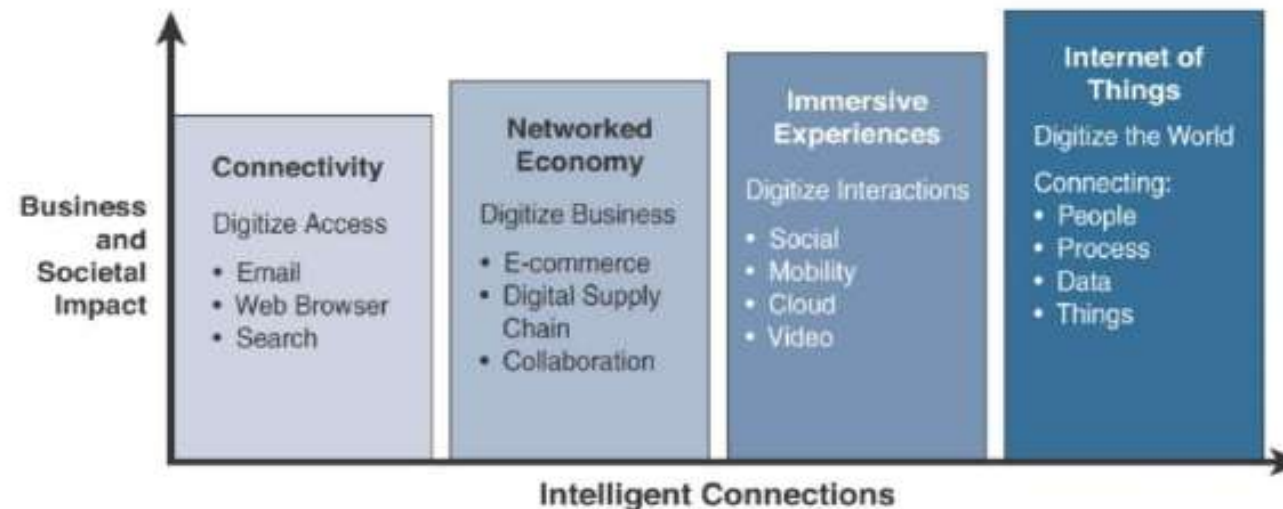 Business
and
Societal
Impact
Connectivity
Digitize Access
• Email
• Web Browser
• Search
Networked
Economy
Digitize Business
• E-commerce
• Digital Supply
Chain
• Collaboration
Immersive
Experiences
Digitize Interactions
• Social
• Mobility
• Cloud
• Video
Internet of
Things
Digitize the World
Connecting:
• People
• Process
• Data
• Things
Intelligent Connections